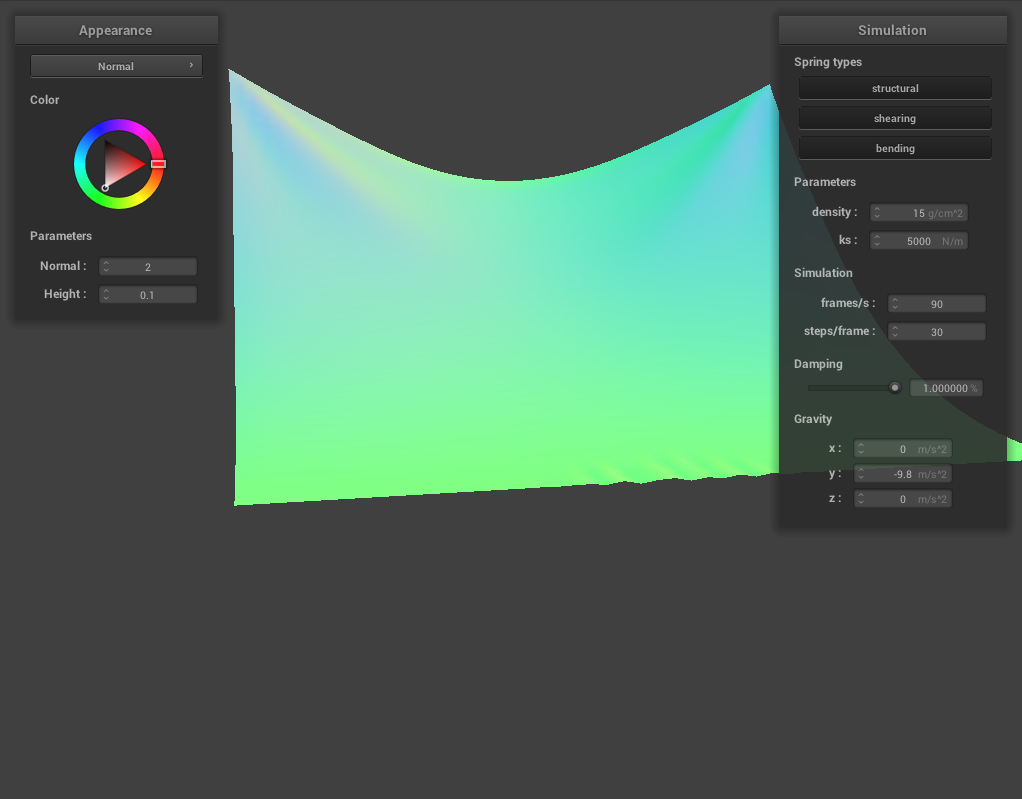 Appearance
Normal
Color
Parameters
Normal : 2
Height : 0.1
Simulation
Spring types
structural
shearing
bending
Parameters
density : 15 g/cm^2
ks : 5000 N/m
Simulation
frames/s : 90
steps/frame : 30
Damping
1.000000 %
Gravity
x : 0 m/s^2
y : -9.8 m/s^2
z : 0 m/s^2